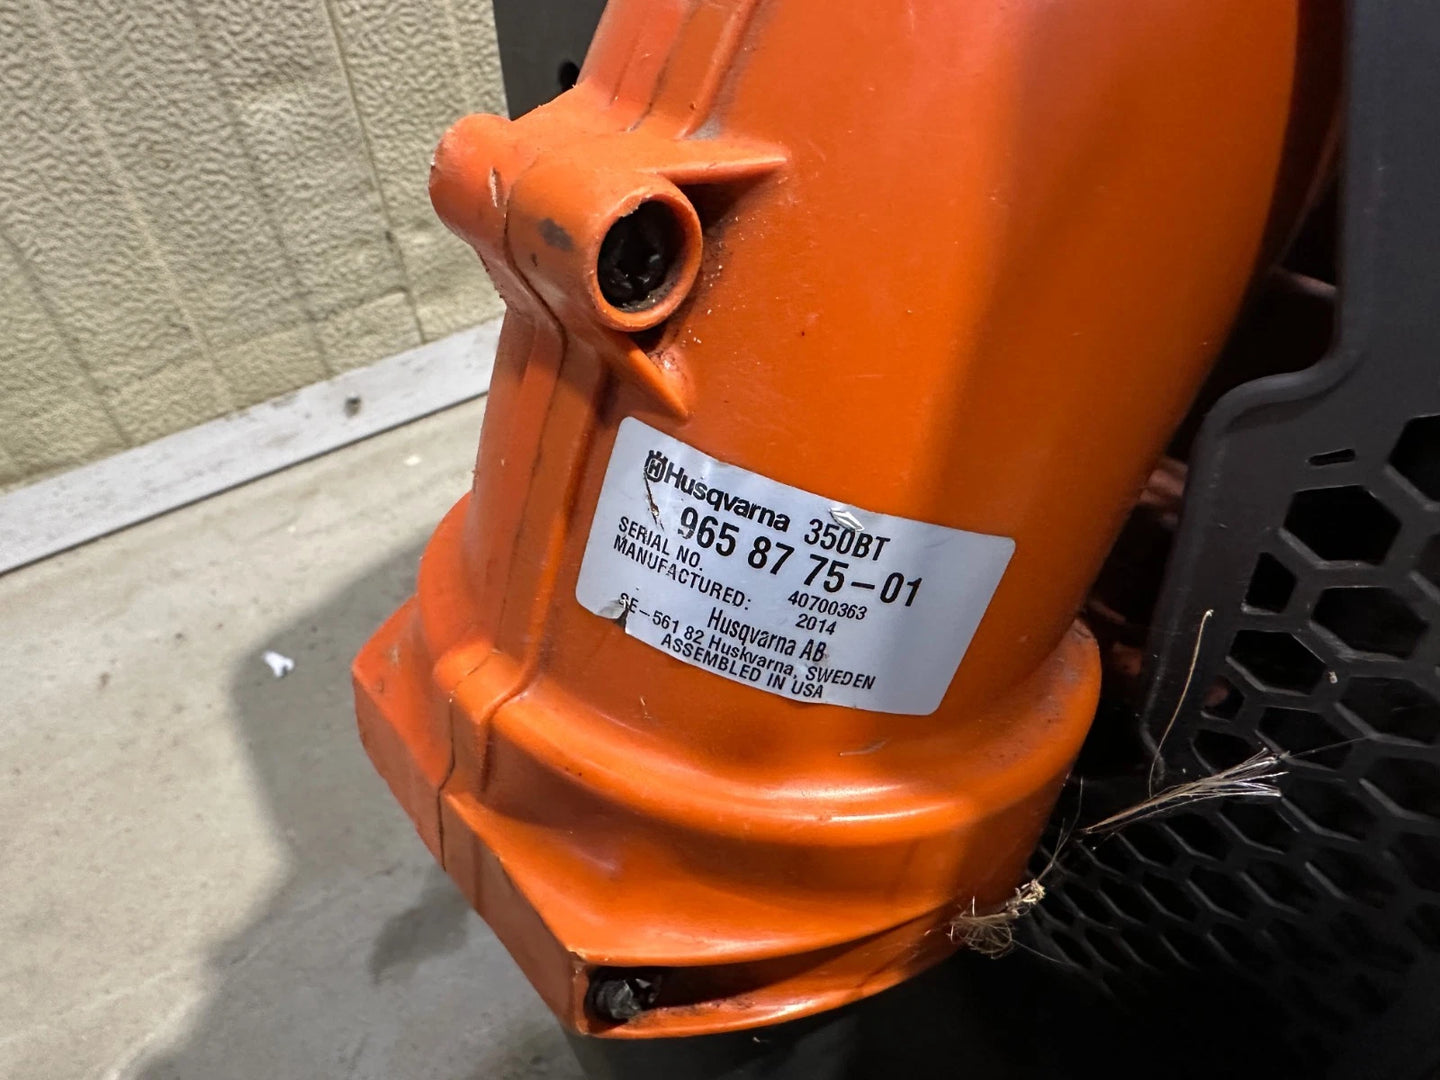 Husqvarna 350BT
965 87 75-01
SERIAL NO. 40700363
MANUFACTURED: 2014
Husqvarna AB
SE-561 82 Huskvarna, SWEDEN
ASSEMBLED IN USA